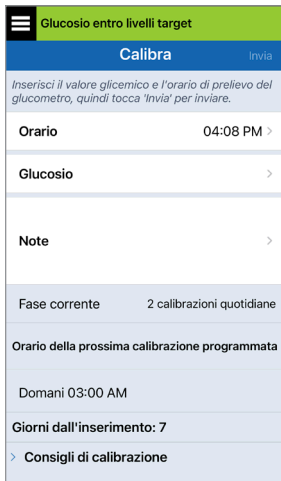 Glucosio entro livelli target
Calibra
Invia
Inserisci il valore glicemico e l'orario di prelievo del
glucometro, quindi tocca 'Invia' per inviare.
Orario 04:08 PM
Glucosio
Note
Fase corrente 2 calibrazioni quotidiane
Orario della prossima calibrazione programmata
Domani 03:00 AM
Giorni dall'inserimento: 7
Consigli di calibrazione